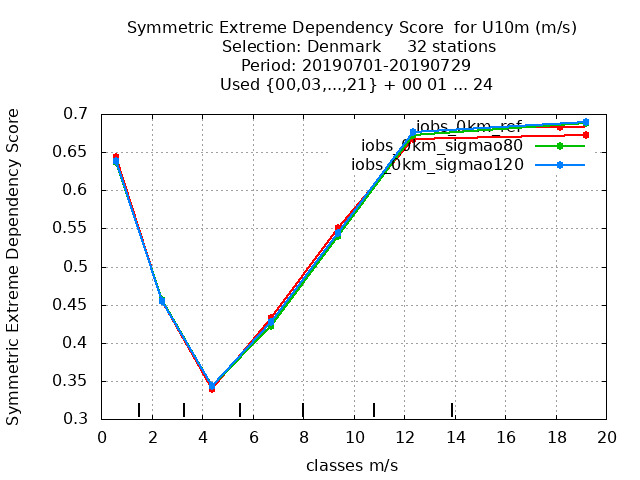 Symmetric Extreme Dependency Score  for U10m (m/s)
Selection: Denmark     32 stations
Period: 20190701-20190729
Used {00,03,...,21} + 00 01 ... 24
Symmetric Extreme Dependency Score
0.7
0.65
0.6
0.55
0.5
0.45
0.4
0.35
0.3
iobs_0km_ref
iobs_0km_sigmao80
iobs_0km_sigmao120
0 2 4 6 8 10 12 14 16 18 20
classes m/s